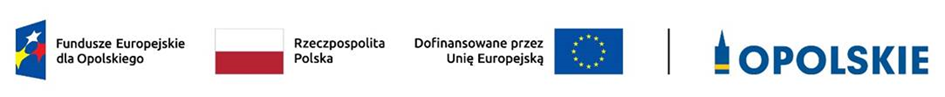 Fundusze Europejskie
dla Opolskiego
Rzeczpospolita
Polska
Dofinansowane przez
Unię Europejską
OPOLSKIE